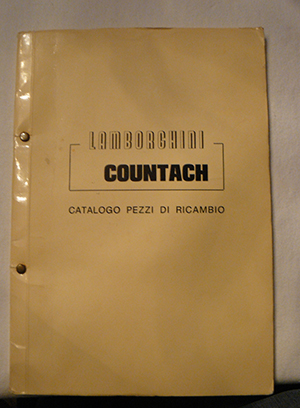 LAMBORGHINI
COUNTACH
CATALOGO PEZZI DI RICAMBIO